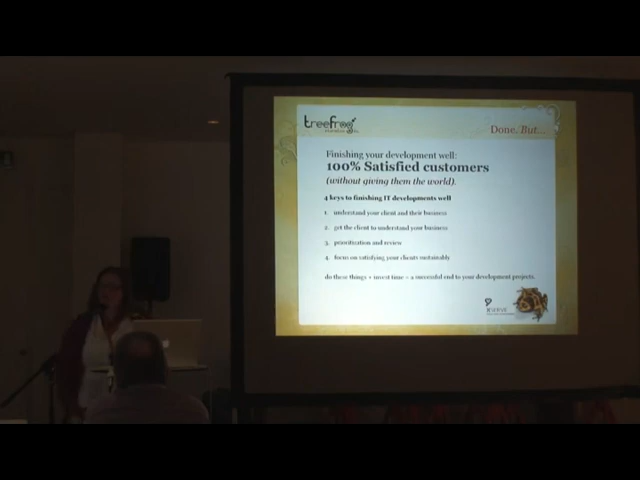 treefrog
Done. But...
Finishing your development well:
100% Satisfied customers
(without giving them the world).
4 keys to finishing IT developments well
1. understand your client and their business
2. get the client to understand your business
3. prioritization and review
4. focus on satisfying your clients sustainably
do these things + invest time = a successful end to your development projects.